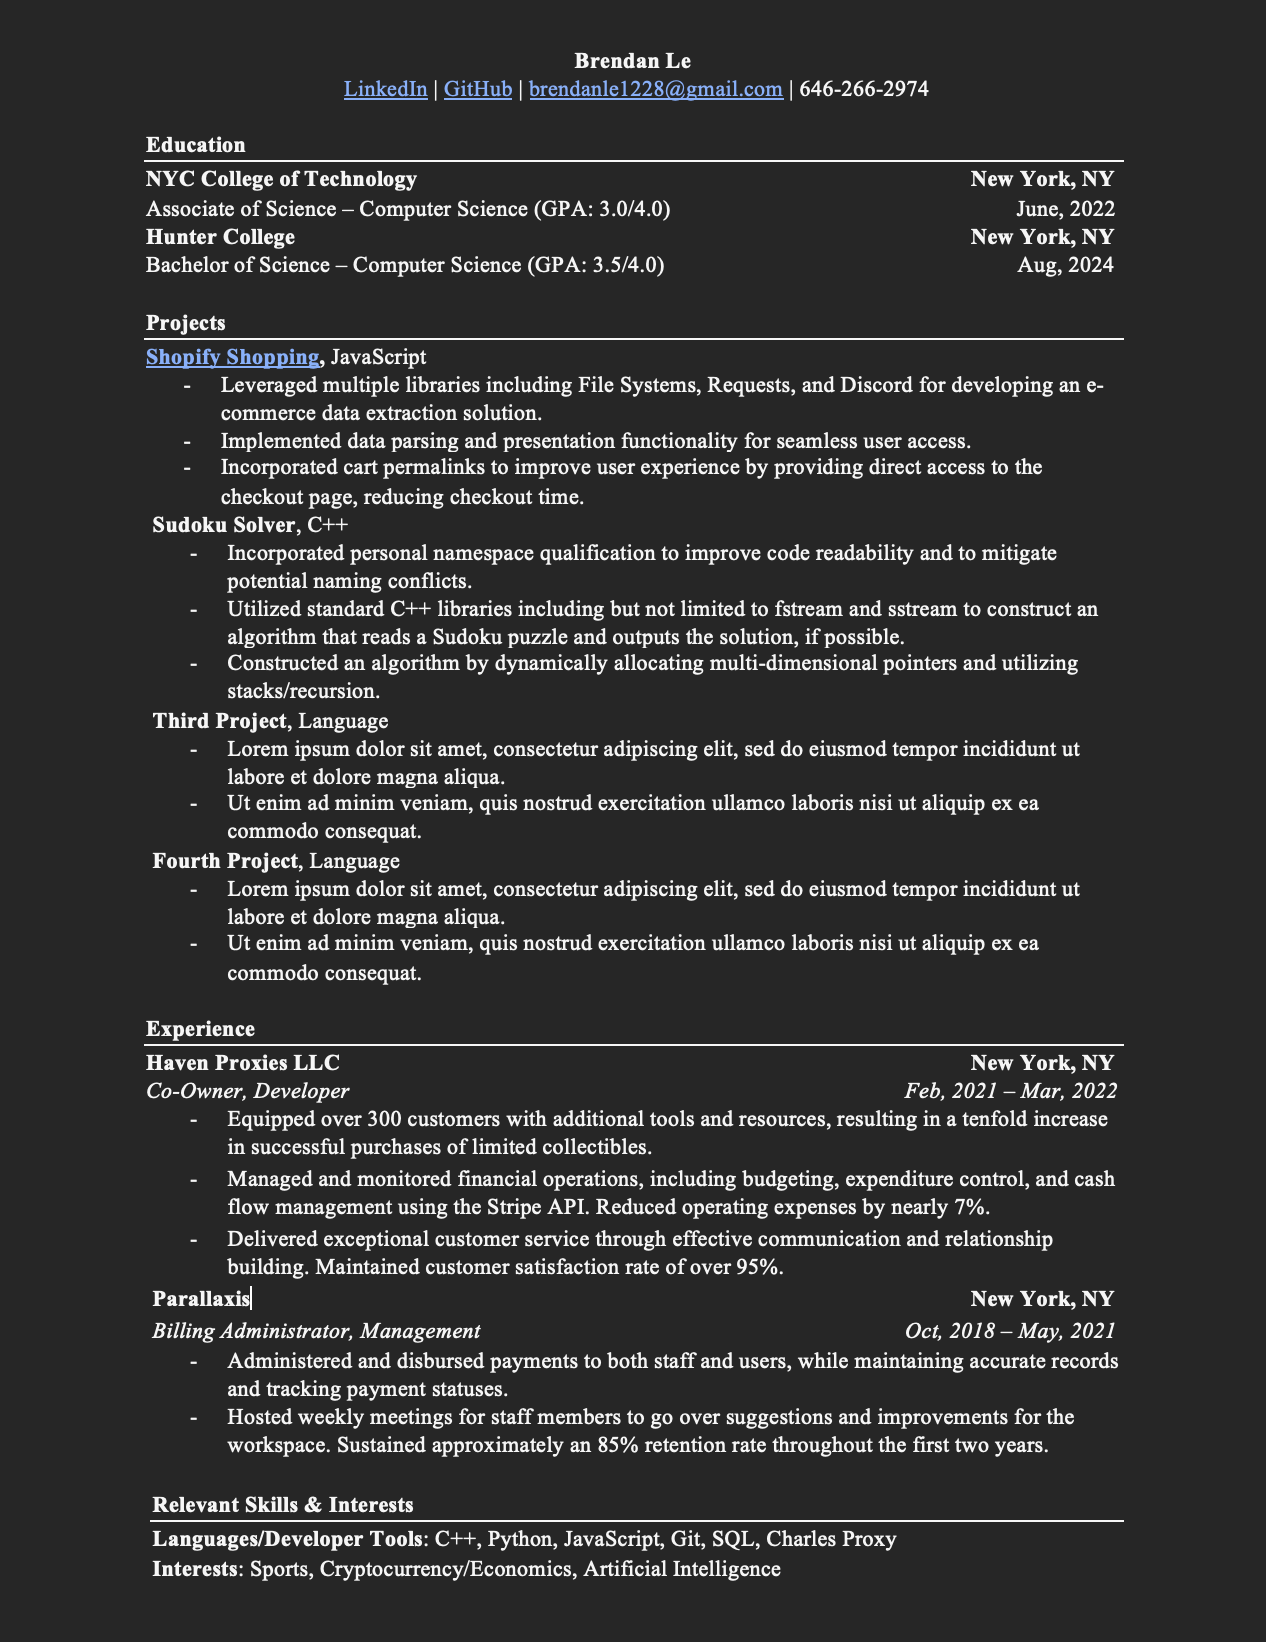 Brendan Le
LinkedIn | GitHub | brendanle1228@gmail.com | 646-266-2974
Education
NYC College of Technology New York, NY
Associate of Science – Computer Science (GPA: 3.0/4.0) June, 2022
Hunter College New York, NY
Bachelor of Science – Computer Science (GPA: 3.5/4.0) Aug, 2024
Projects
Shopify Shopping, JavaScript
- Leveraged multiple libraries including File Systems, Requests, and Discord for developing an e-
commerce data extraction solution.
- Implemented data parsing and presentation functionality for seamless user access.
- Incorporated cart permalinks to improve user experience by providing direct access to the
checkout page, reducing checkout time.
Sudoku Solver, C++
- Incorporated personal namespace qualification to improve code readability and to mitigate
potential naming conflicts.
- Utilized standard C++ libraries including but not limited to fstream and sstream to construct an
algorithm that reads a Sudoku puzzle and outputs the solution, if possible.
- Constructed an algorithm by dynamically allocating multi-dimensional pointers and utilizing
stacks/recursion.
Third Project, Language
- Lorem ipsum dolor sit amet, consectetur adipiscing elit, sed do eiusmod tempor incididunt ut
labore et dolore magna aliqua.
- Ut enim ad minim veniam, quis nostrud exercitation ullamco laboris nisi ut aliquip ex ea
commodo consequat.
Fourth Project, Language
- Lorem ipsum dolor sit amet, consectetur adipiscing elit, sed do eiusmod tempor incididunt ut
labore et dolore magna aliqua.
- Ut enim ad minim veniam, quis nostrud exercitation ullamco laboris nisi ut aliquip ex ea
commodo consequat.
Experience
Haven Proxies LLC New York, NY
Co-Owner, Developer Feb, 2021 – Mar, 2022
- Equipped over 300 customers with additional tools and resources, resulting in a tenfold increase
in successful purchases of limited collectibles.
- Managed and monitored financial operations, including budgeting, expenditure control, and cash
flow management using the Stripe API. Reduced operating expenses by nearly 7%.
- Delivered exceptional customer service through effective communication and relationship
building. Maintained customer satisfaction rate of over 95%.
Parallaxis New York, NY
Billing Administrator, Management Oct, 2018 – May, 2021
- Administered and disbursed payments to both staff and users, while maintaining accurate records
and tracking payment statuses.
- Hosted weekly meetings for staff members to go over suggestions and improvements for the
workspace. Sustained approximately an 85% retention rate throughout the first two years.
Relevant Skills & Interests
Languages/Developer Tools: C++, Python, JavaScript, Git, SQL, Charles Proxy
Interests: Sports, Cryptocurrency/Economics, Artificial Intelligence